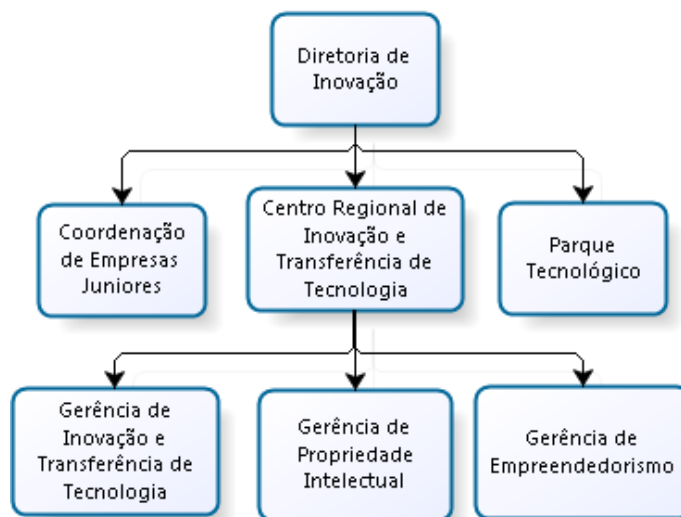 Diretoria de
Inovação
Coordenação
de Empresas
Juniores
Centro Regional de
Inovação e
Transferência de
Tecnologia
Parque
Tecnológico
Gerência de
Inovação e
Transferência de
Tecnologia
Gerência de
Propriedade
Intelectual
Gerência de
Empreendedorismo